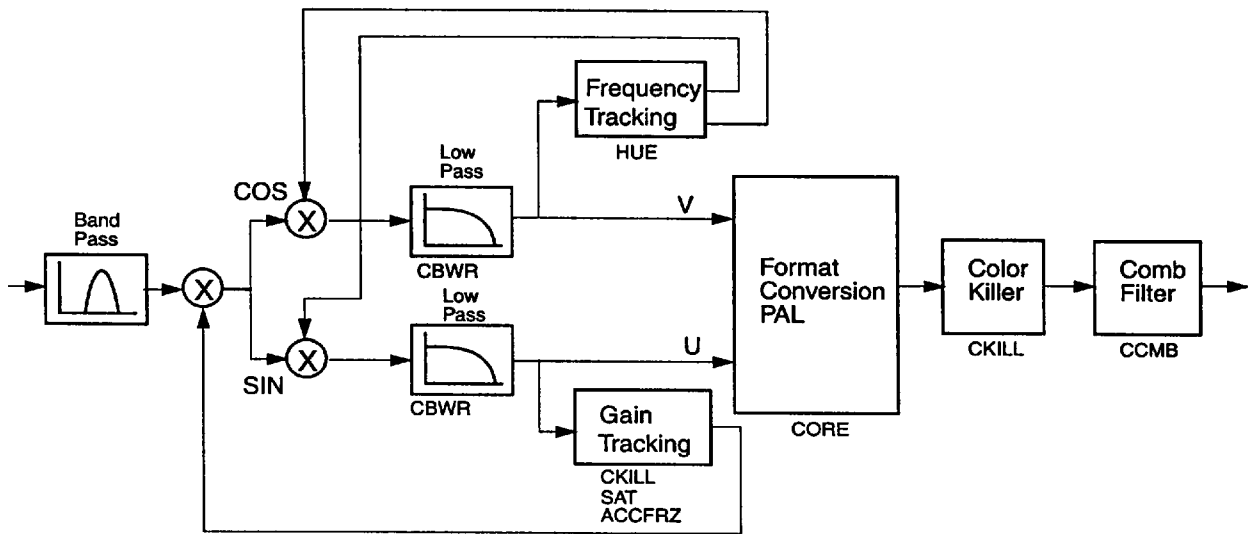 Frequency
Tracking
HUE
Low
Pass
COS
X
V
Band
Pass
CBWR
Low
Pass
Format
Conversion
PAL
Color
Killer
Comb
Filter
X
X
U
SIN
CKILL
CCMB
CBWR
Gain
Tracking
CORE
CKILL
SAT
ACCFRZ